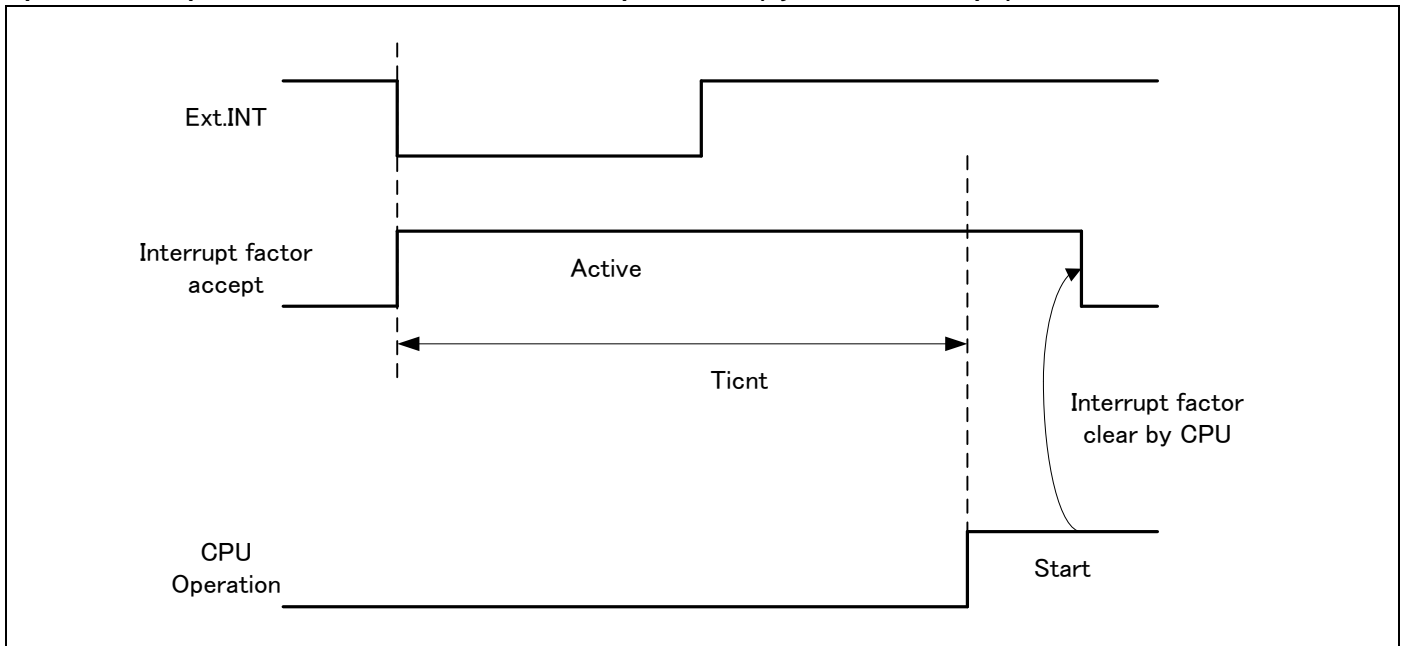 Ext.INT
Interrupt factor
accept
Active
Ticnt
Interrupt factor
clear by CPU
CPU
Operation
Start